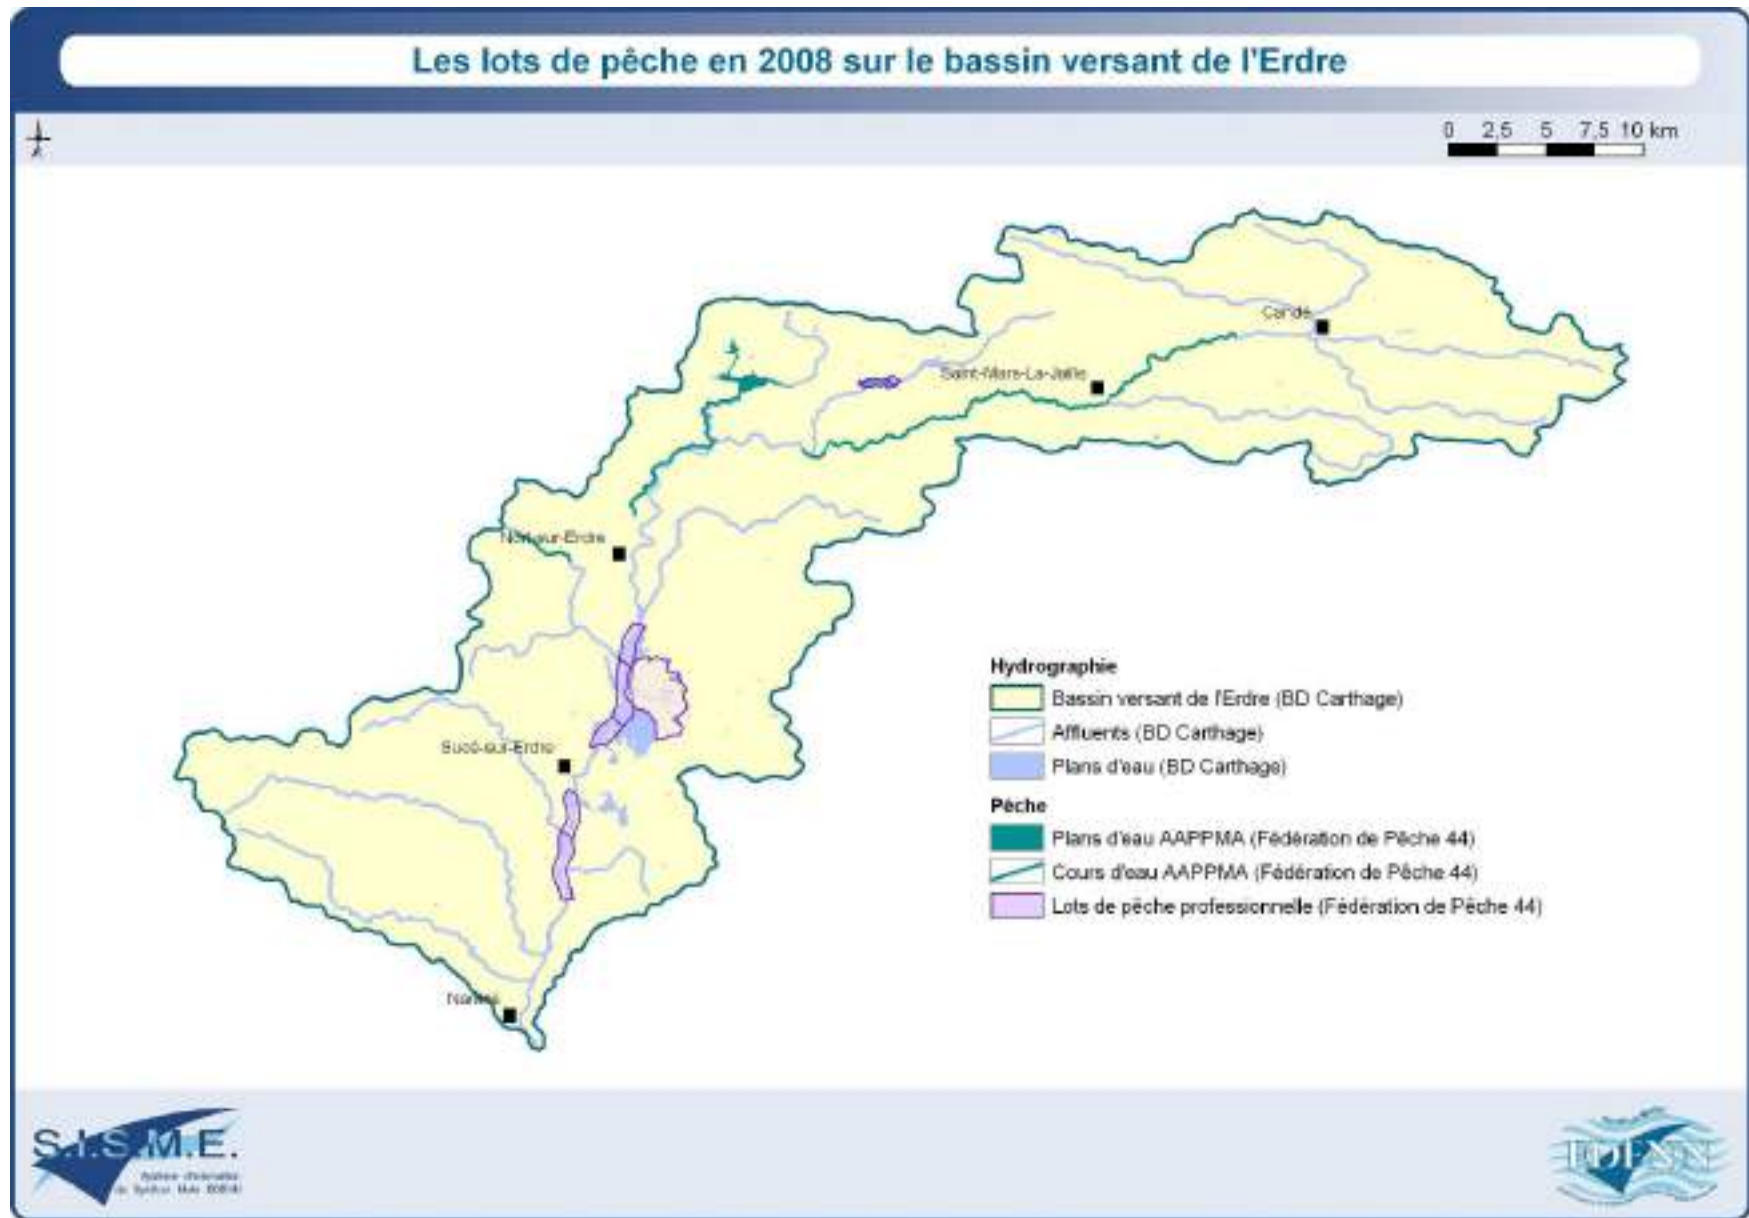 Les lots de pêche en 2008 sur le bassin versant de l'Erdre
0 2,5 5 7,5 10 km
Candé
Saint-Mars-La-Jaille
Nort-sur-Erdre
Sucé-sur-Erdre
Nantes
Hydrographie
Bassin versant de l'Erdre (BD Carthage)
Affluents (BD Carthage)
Plans d'eau (BD Carthage)
Pêche
Plans d'eau AAPPMA (Fédération de Pêche 44)
Cours d'eau AAPPMA (Fédération de Pêche 44)
Lots de pêche professionnelle (Fédération de Pêche 44)
S.I.S.M.E.
EDENN